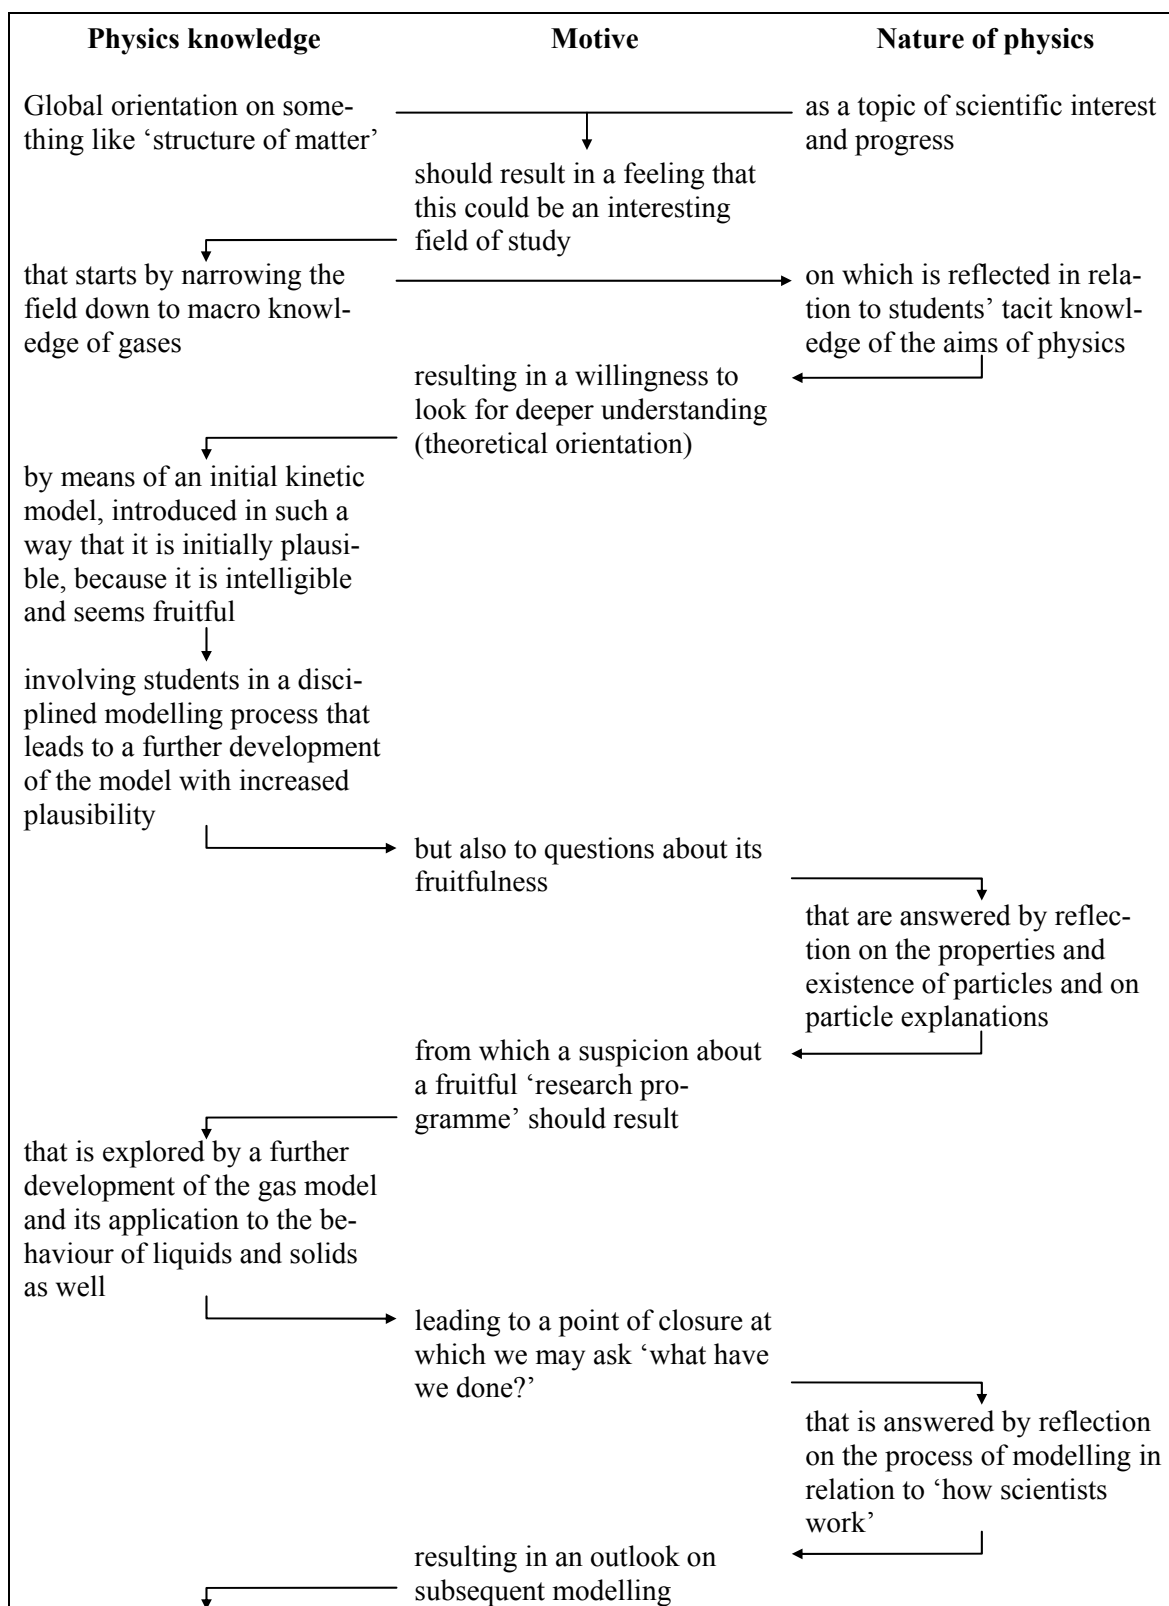 Physics knowledge Motive Nature of physics
Global orientation on some-
thing like ‘structure of matter’
as a topic of scientific interest
and progress
should result in a feeling that
this could be an interesting
field of study
that starts by narrowing the
field down to macro knowl-
edge of gases
on which is reflected in rela-
tion to students’ tacit knowl-
edge of the aims of physics
resulting in a willingness to
look for deeper understanding
(theoretical orientation)
by means of an initial kinetic
model, introduced in such a
way that it is initially plausi-
ble, because it is intelligible
and seems fruitful
involving students in a disci-
plined modelling process that
leads to a further development
of the model with increased
plausibility
but also to questions about its
fruitfulness
that are answered by reflec-
tion on the properties and
existence of particles and on
particle explanations
from which a suspicion about
a fruitful ‘research pro-
gramme’ should result
that is explored by a further
development of the gas model
and its application to the be-
haviour of liquids and solids
as well
leading to a point of closure at
which we may ask ‘what have
we done?’
that is answered by reflection
on the process of modelling in
relation to ‘how scientists
work’
resulting in an outlook on
subsequent modelling